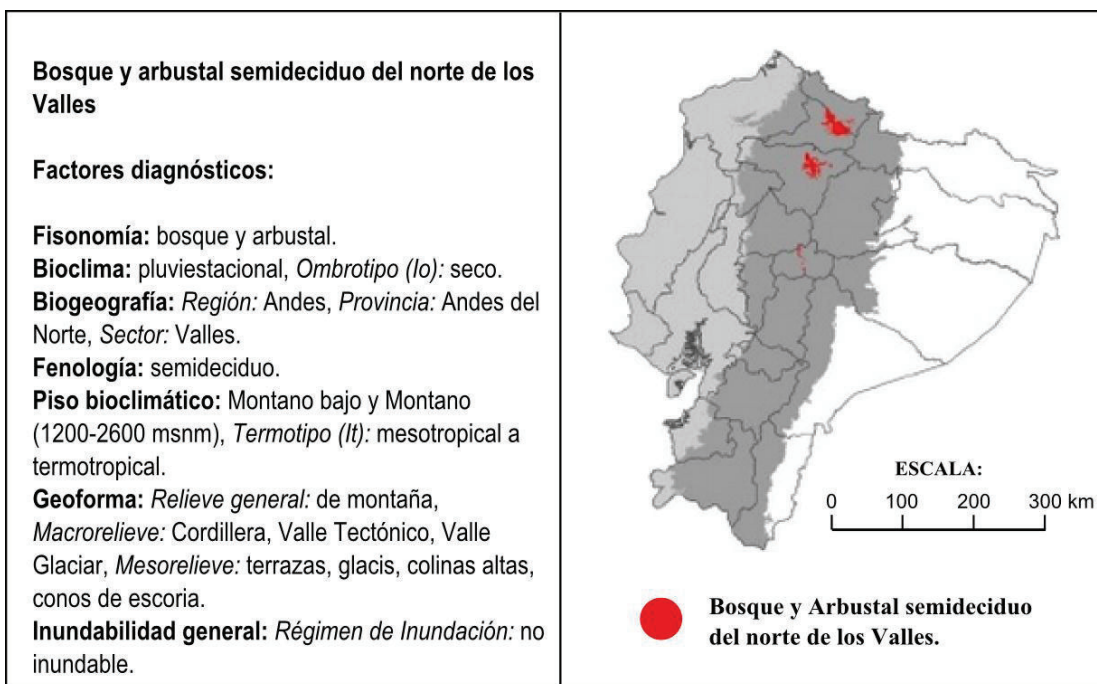 Bosque y arbustal semideciduo del norte de los
Valles
Factores diagnósticos:
Fisonomía: bosque y arbustal.
Bioclima: pluviestacional, Ombrotipo (Io): seco.
Biogeografía: Región: Andes, Provincia: Andes del
Norte, Sector: Valles.
Fenología: semideciduo.
Piso bioclimático: Montano bajo y Montano
(1200-2600 msnm), Termotipo (It): mesotropical a
termotropical.
Geoforma: Relieve general: de montaña,
Macrorelieve: Cordillera, Valle Tectónico, Valle
Glaciar, Mesorelieve: terrazas, glacis, colinas altas,
conos de escoria.
Inundabilidad general: Régimen de Inundación: no
inundable.
ESCALA:
0 100 200 300 km
Bosque y Arbustal semideciduo
del norte de los Valles.